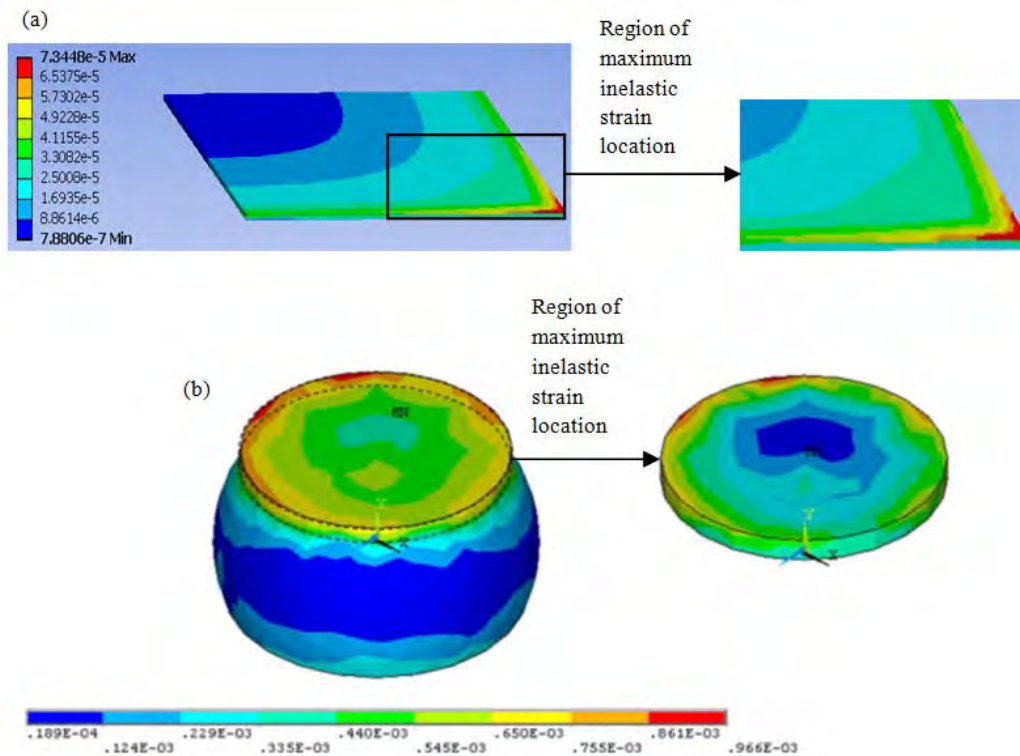 (a)
7.3448e-5 Max
6.5375e-5
5.7302e-5
4.9228e-5
4.1155e-5
3.3082e-5
2.5008e-5
1.6935e-5
8.8614e-6
7.8806e-7 Min
Region of
maximum
inelastic
strain
location
(b)
Region of
maximum
inelastic
strain
location
MN
Y
X
Y
X
.189E-04
.124E-03
.229E-03
.335E-03
.440E-03
.545E-03
.650E-03
.755E-03
.861E-03
.966E-03